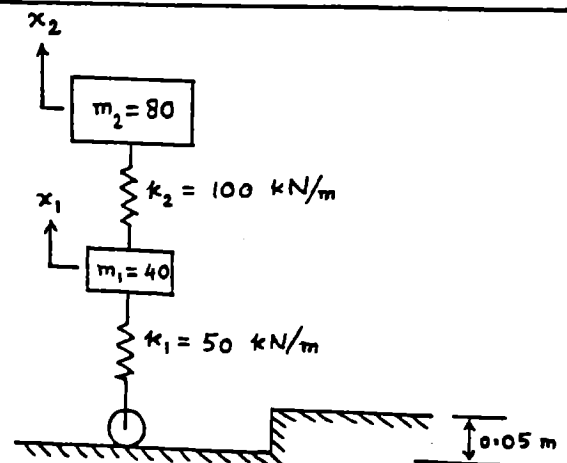 x₂
m₂ = 80
k₂ = 100 kN/m
x₁
m₁ = 40
k₁ = 50 kN/m
0.05 m